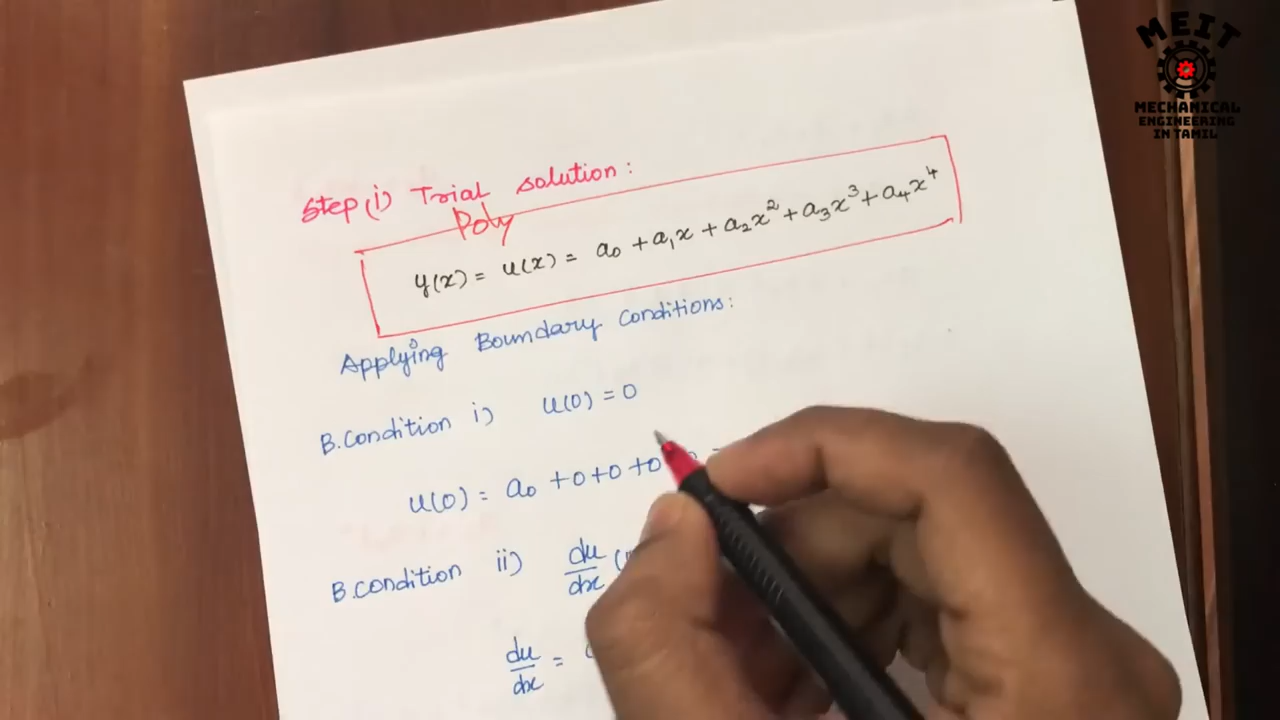 MEIT
MECHANICAL
ENGINEERING
IN TAMIL
Step (i) Trial solution:
Poly
y(x) = u(x) = a₀ + a₁x + a₂x² + a₃x³ + a₄x⁴
Applying Boundary Conditions:
B.Condition i) u(0) = 0
u(0) = a₀ + 0 + 0 + 0
B.condition ii) du/dx (
du/dx =